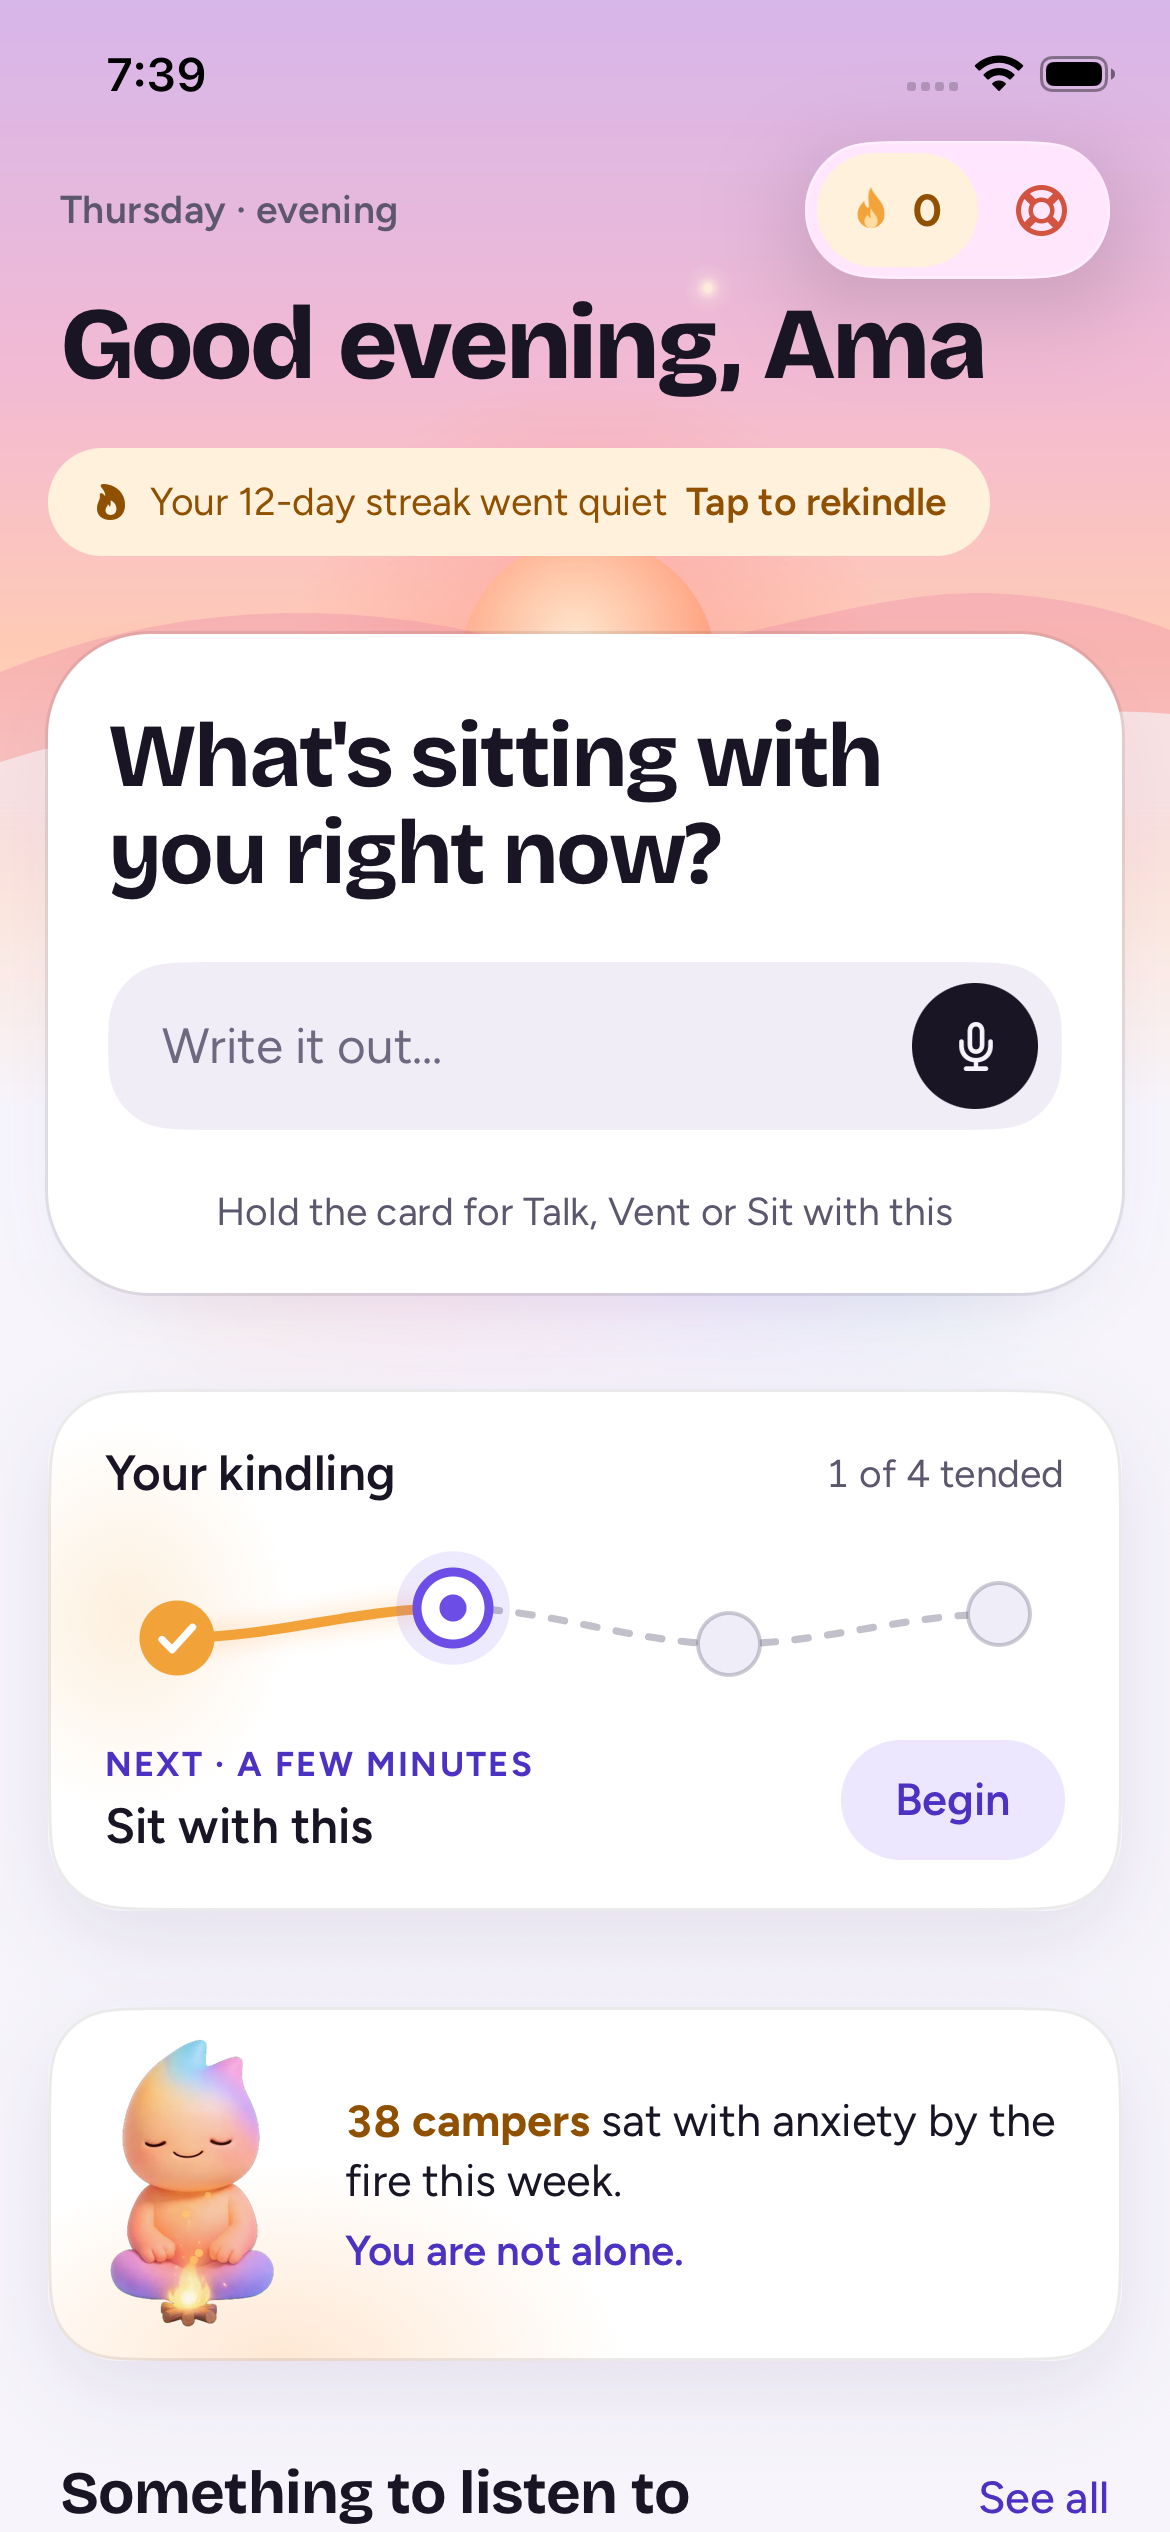 7:39
Thursday · evening
0
Good evening, Ama
Your 12-day streak went quiet Tap to rekindle
What's sitting with
you right now?
Write it out...
Hold the card for Talk, Vent or Sit with this
Your kindling
1 of 4 tended
NEXT · A FEW MINUTES
Sit with this
Begin
38 campers sat with anxiety by the
fire this week.
You are not alone.
Something to listen to
See all